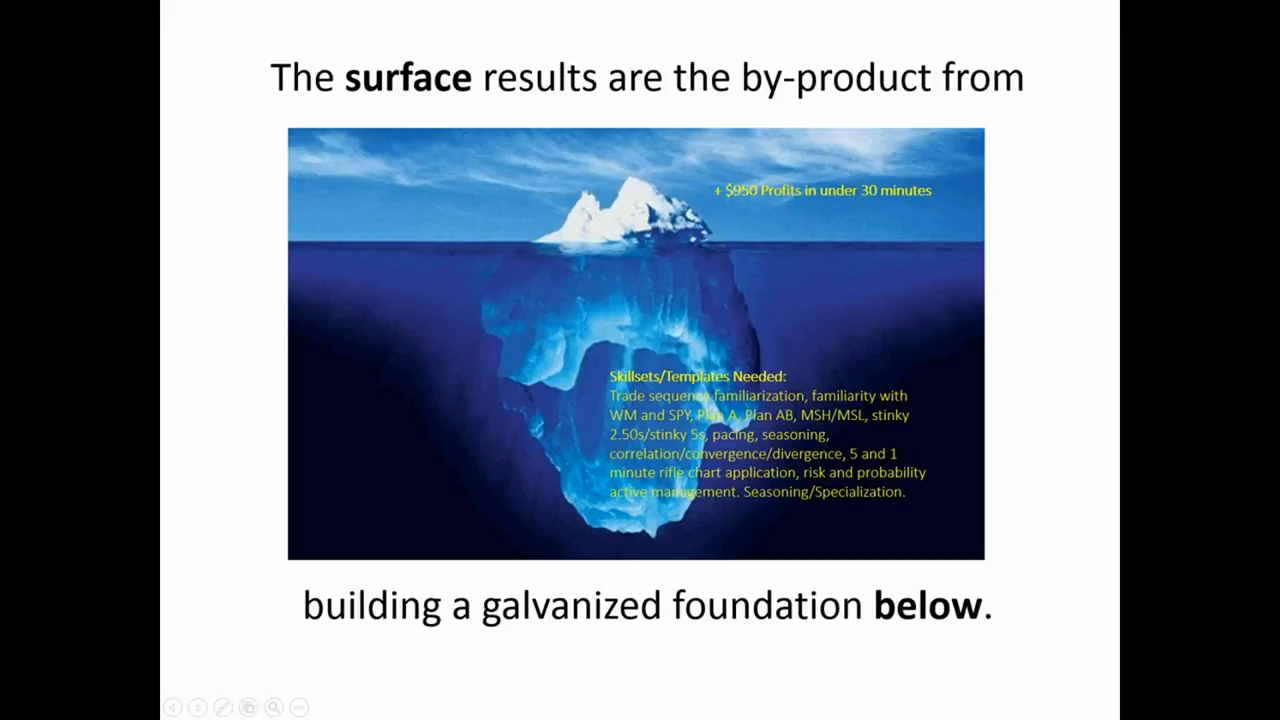 The surface results are the by-product from
+ $950 Profits in under 30 minutes
Skillsets/Templates Needed:
Trade sequence familiarization, familiarity with
WM and SPY, Plan A, Plan AB, MSH/MSL, stinky
2.50s/stinky 5s, pacing, seasoning,
correlation/convergence/divergence, 5 and 1
minute rifle chart application, risk and probability
active management. Seasoning/Specialization.
building a galvanized foundation below.